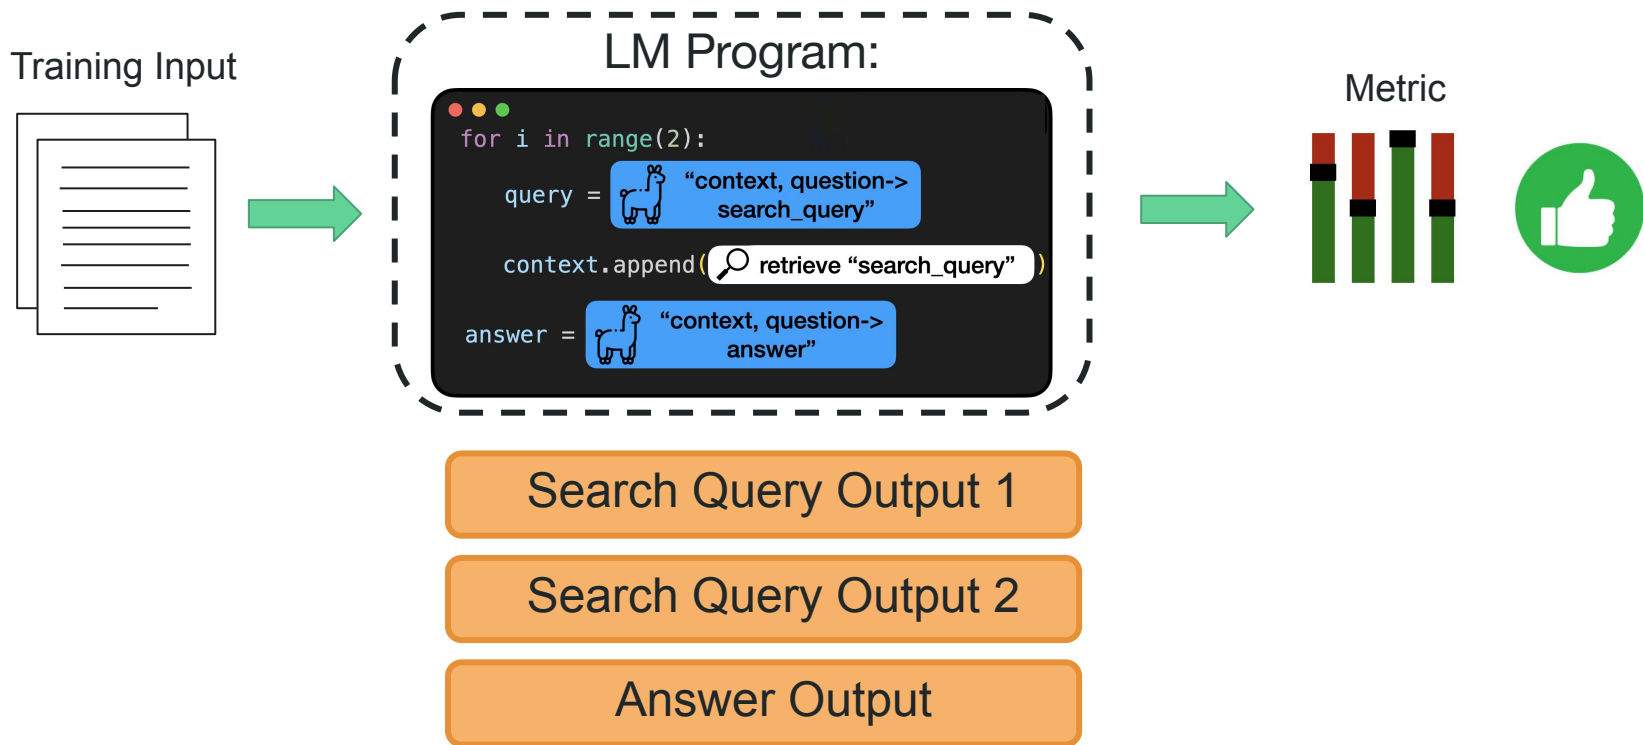 Training Input
LM Program:
for i in range(2):
query = “context, question->
search_query”
context.append( retrieve “search_query” )
answer = “context, question->
answer”
Metric
Search Query Output 1
Search Query Output 2
Answer Output